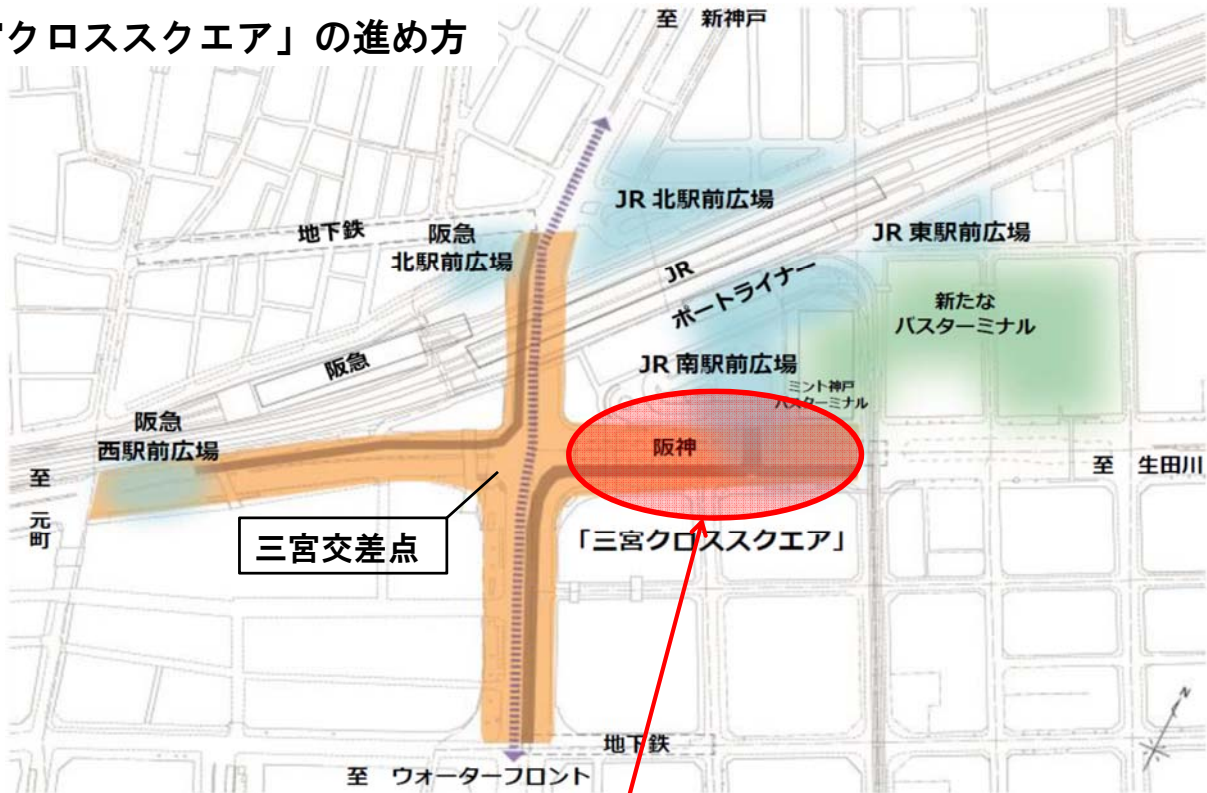 クロススクエア」の進め方
至 新神戸
JR 北駅前広場
地下鉄
阪急
北駅前広場
JR 東駅前広場
JR
ポートライナー
新たな
バスターミナル
阪急
JR 南駅前広場
ミント神戸
バスターミナル
阪急
西駅前広場
阪神
至 元町
至 生田川
三宮交差点
「三宮クロススクエア」
地下鉄
至 ウォーターフロント
N